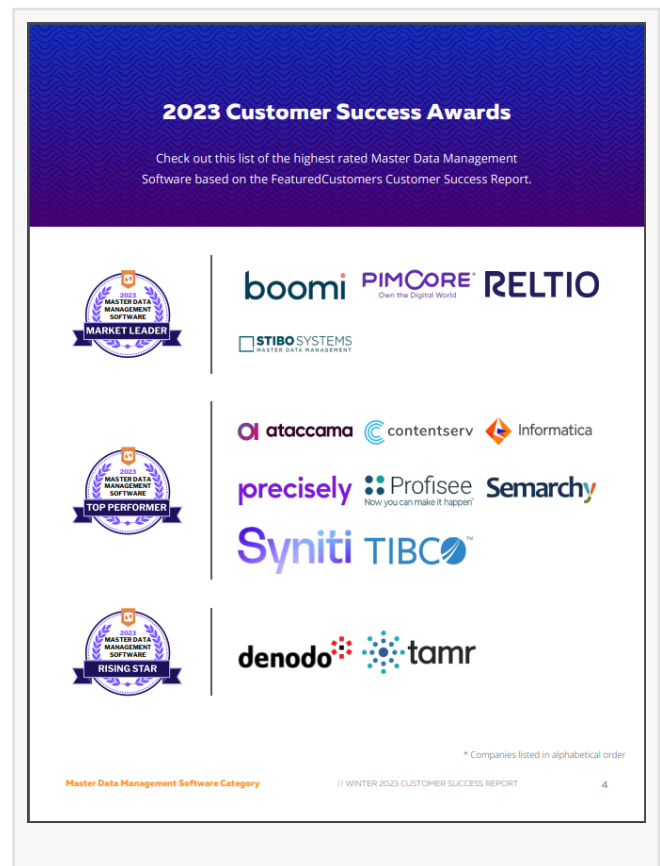 2023 Customer Success Awards
Check out this list of the highest rated Master Data Management
Software based on the FeaturedCustomers Customer Success Report.
2023
MASTER DATA
MANAGEMENT
SOFTWARE
MARKET LEADER
boomi PIMCORE® RELTIO
Own the Digital World
STIBO SYSTEMS
MASTER DATA MANAGEMENT
2023
MASTER DATA
MANAGEMENT
SOFTWARE
TOP PERFORMER
ataccama contentserv Informatica
precisely Profisee Semarchy
Now you can make it happen
Syniti TIBCO™
2023
MASTER DATA
MANAGEMENT
SOFTWARE
RISING STAR
denodo tamr
* Companies listed in alphabetical order
Master Data Management Software Category // WINTER 2023 CUSTOMER SUCCESS REPORT 4